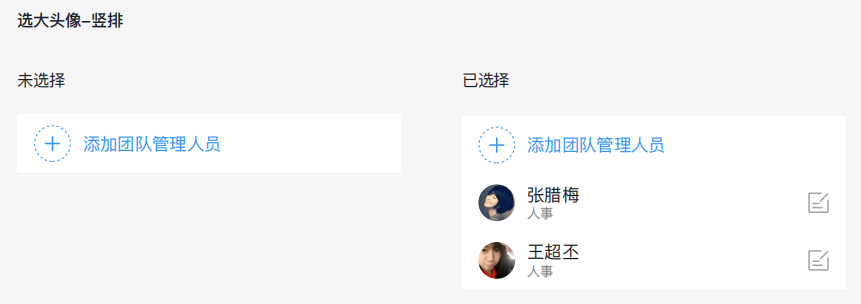 选大头像-竖排
未选择
添加团队管理人员
已选择
添加团队管理人员
张腊梅
人事
王超丕
人事